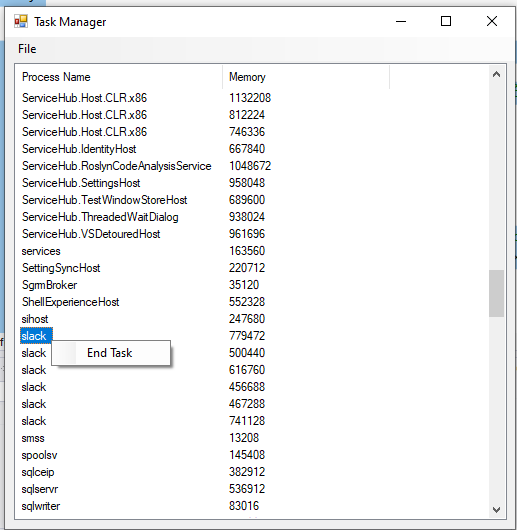 Task Manager
File
Process Name Memory
ServiceHub.Host.CLR.x86 1132208
ServiceHub.Host.CLR.x86 812224
ServiceHub.Host.CLR.x86 746336
ServiceHub.IdentityHost 667840
ServiceHub.RoslynCodeAnalysisService 1048672
ServiceHub.SettingsHost 958048
ServiceHub.TestWindowStoreHost 689600
ServiceHub.ThreadedWaitDialog 938024
ServiceHub.VSDetouredHost 961696
services 163560
SettingSyncHost 220712
SgrmBroker 35120
ShellExperienceHost 552328
sihost 247680
slack 779472
End Task
slack 500440
slack 616760
slack 456688
slack 467288
slack 741128
smss 13208
spoolsv 145408
sqlceip 382912
sqlservr 536912
sqlwriter 83016